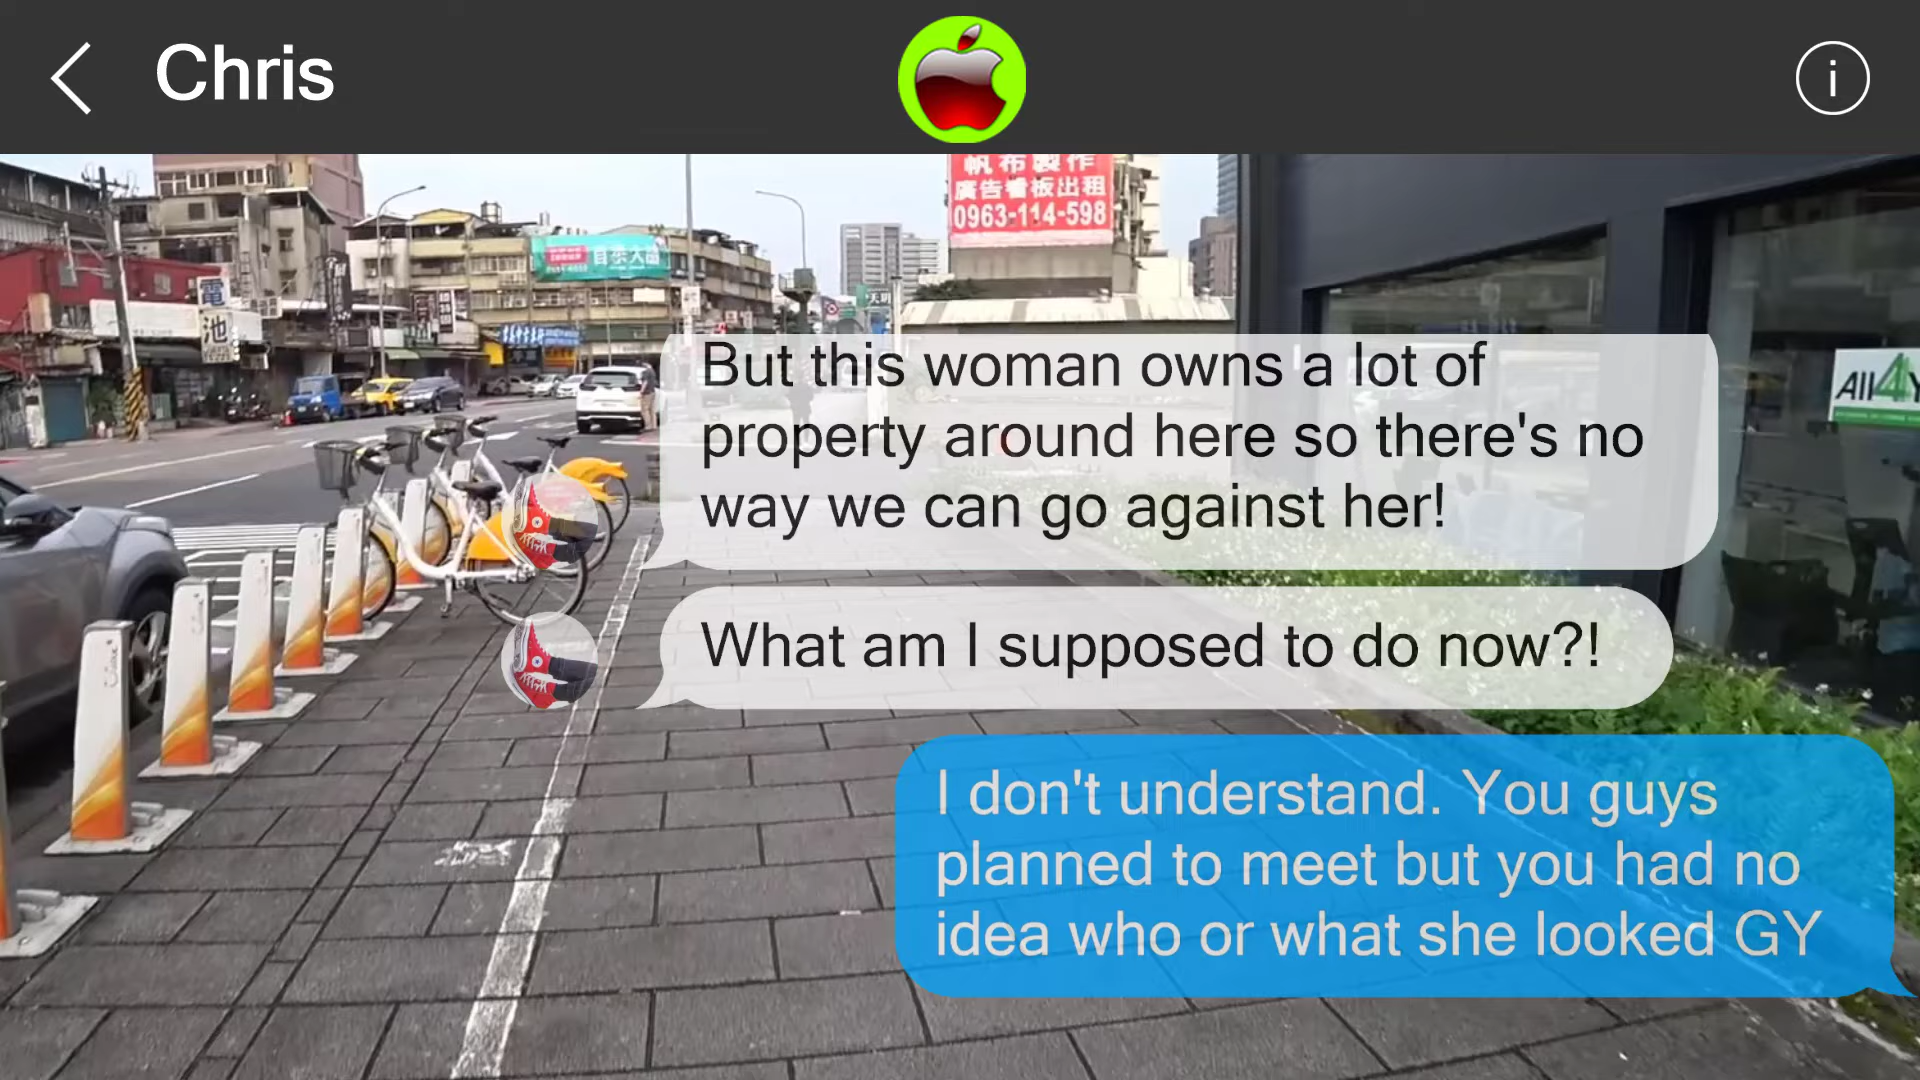 Chris
i
帆布製作
廣告看板出租
0963-114-598
電
池
All4Y
But this woman owns a lot of
property around here so there's no
way we can go against her!
What am I supposed to do now?!
I don't understand. You guys
planned to meet but you had no
idea who or what she looked GY